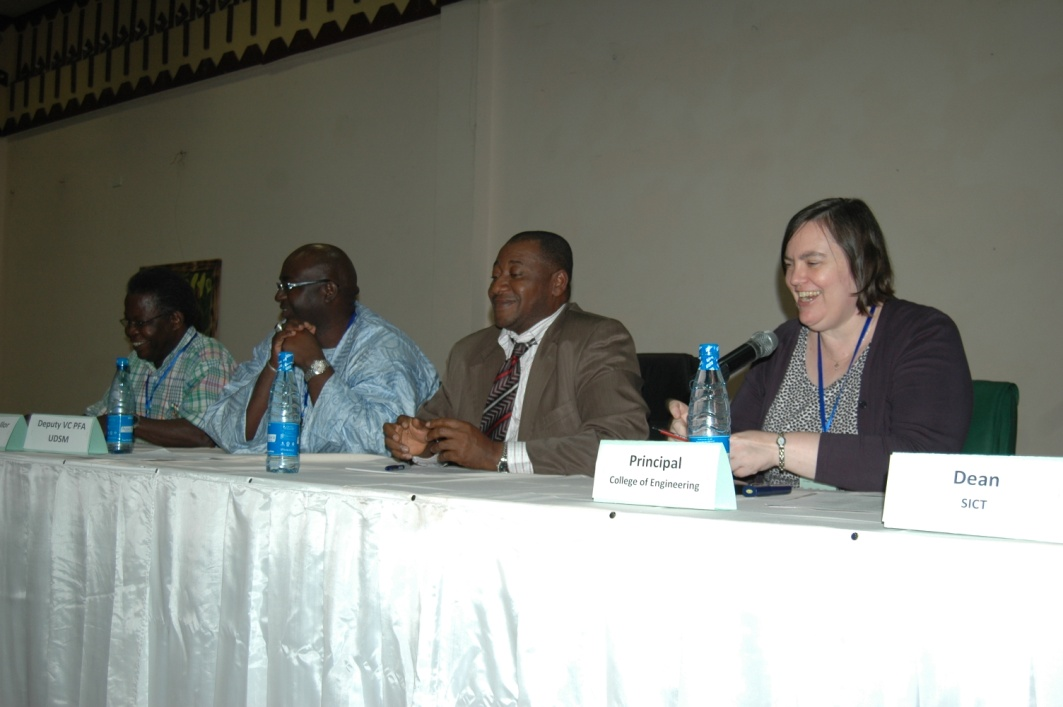 Deputy VC PFA
UDSM
Principal
College of Engineering
Dean
SICT